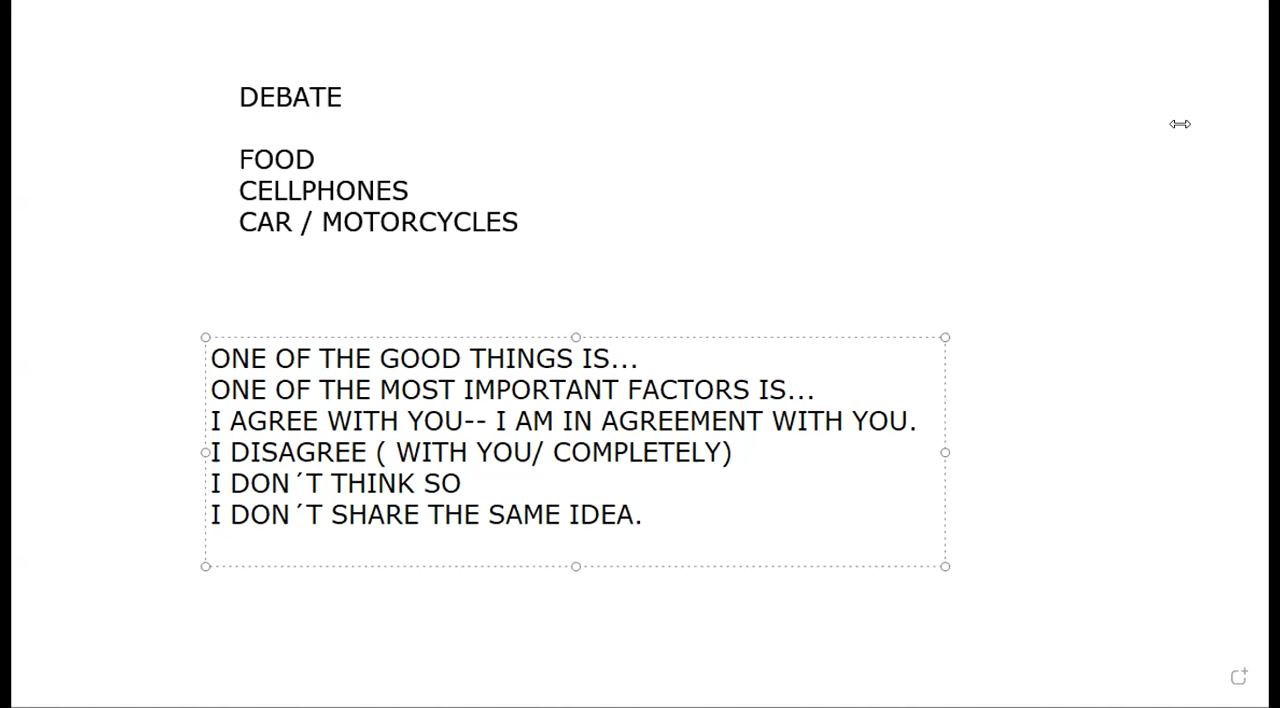 DEBATE
FOOD
CELLPHONES
CAR / MOTORCYCLES
ONE OF THE GOOD THINGS IS...
ONE OF THE MOST IMPORTANT FACTORS IS...
I AGREE WITH YOU-- I AM IN AGREEMENT WITH YOU.
I DISAGREE ( WITH YOU/ COMPLETELY)
I DON´T THINK SO
I DON´T SHARE THE SAME IDEA.